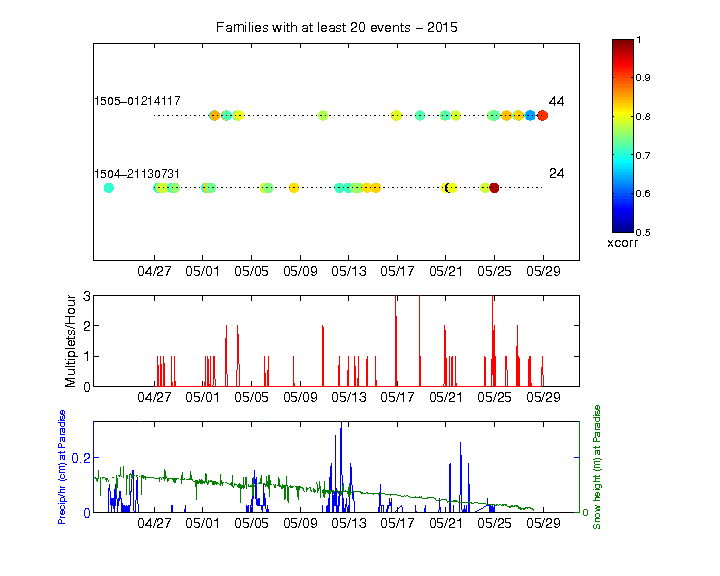 Families with at least 20 events – 2015
1505–01214117
44
1504–21130731
24
04/27 05/01 05/05 05/09 05/13 05/17 05/21 05/25 05/29
1
0.9
0.8
0.7
0.6
0.5
xcorr
Multiplets/Hour
3
2
1
0
04/27 05/01 05/05 05/09 05/13 05/17 05/21 05/25 05/29
Precip/hr (cm) at Paradise
0.2
0
04/27 05/01 05/05 05/09 05/13 05/17 05/21 05/25 05/29
0
Snow height (m) at Paradise